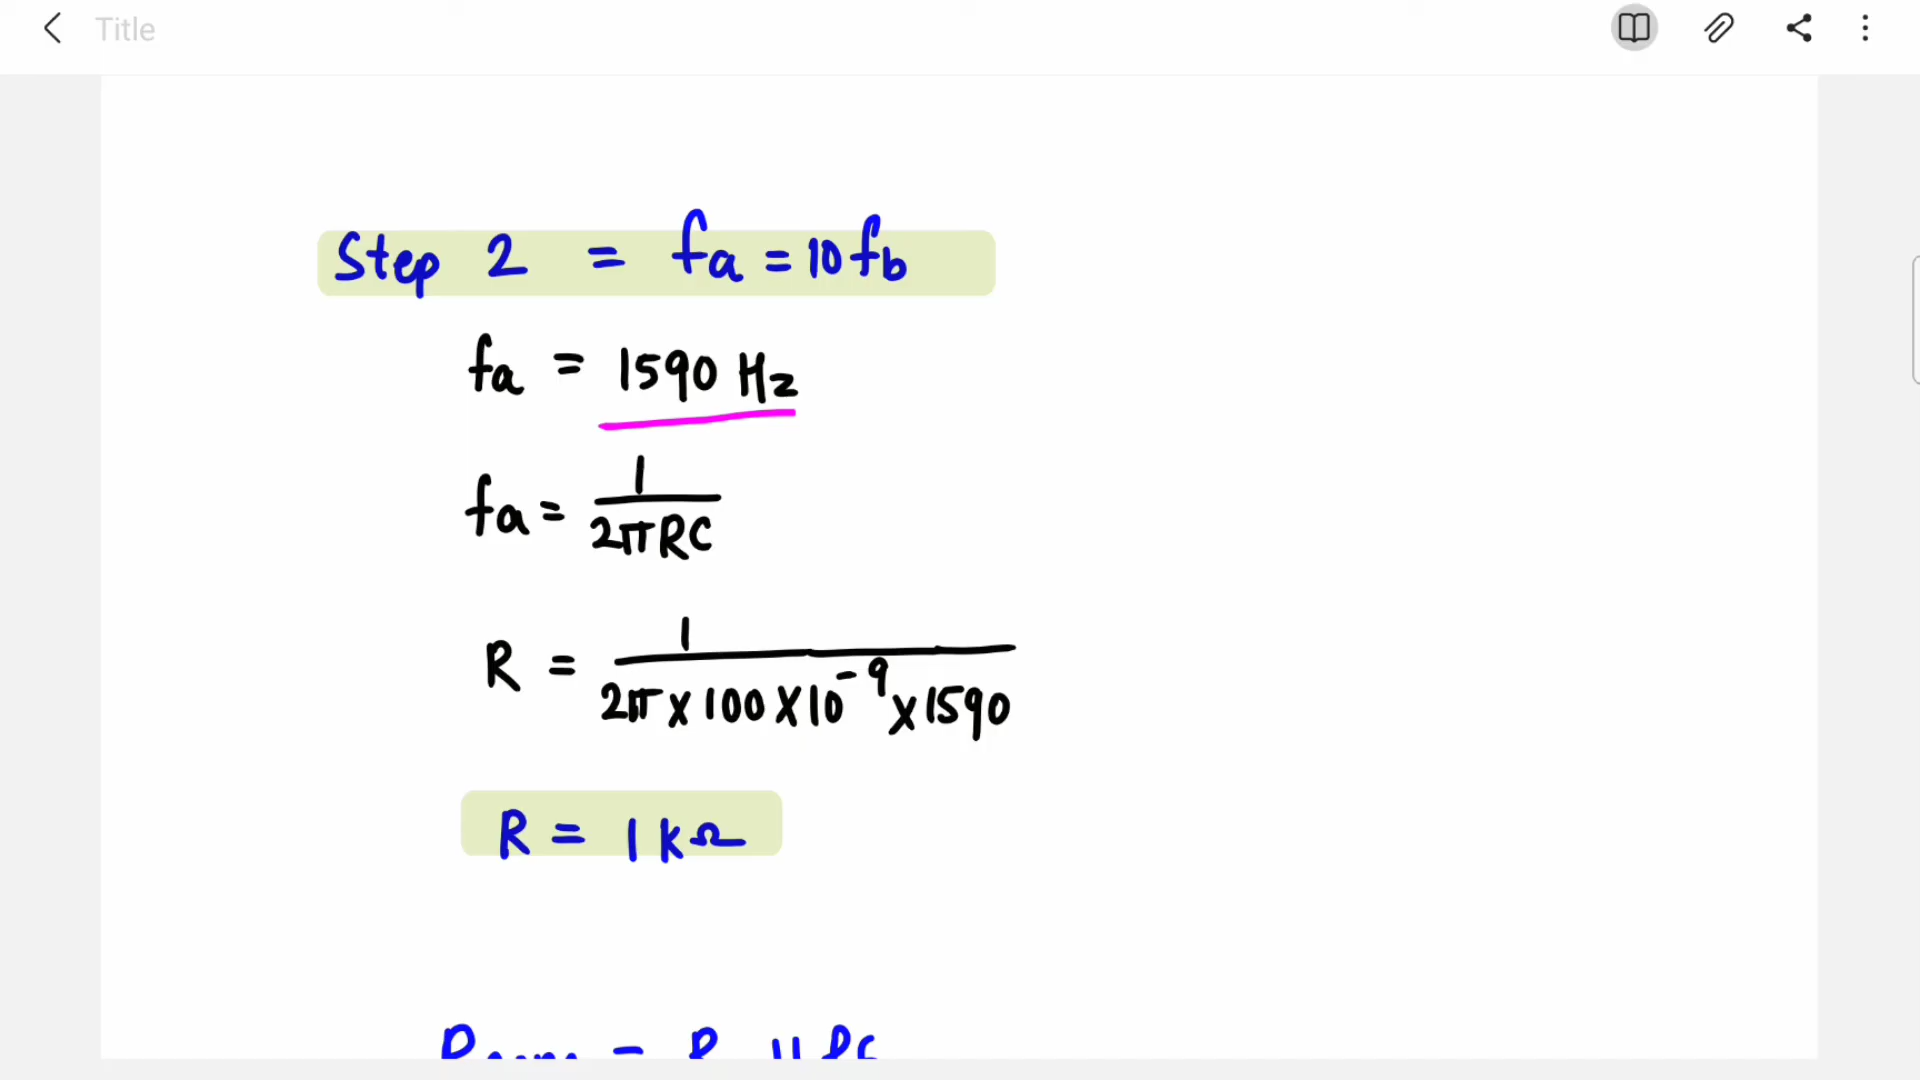 Title
Step 2 = fa = 10 fb
fa = 1590 Hz
fa = 1/2πRC
R = 1/2π x 100 x 10⁻⁹ x 1590
R = 1 kΩ